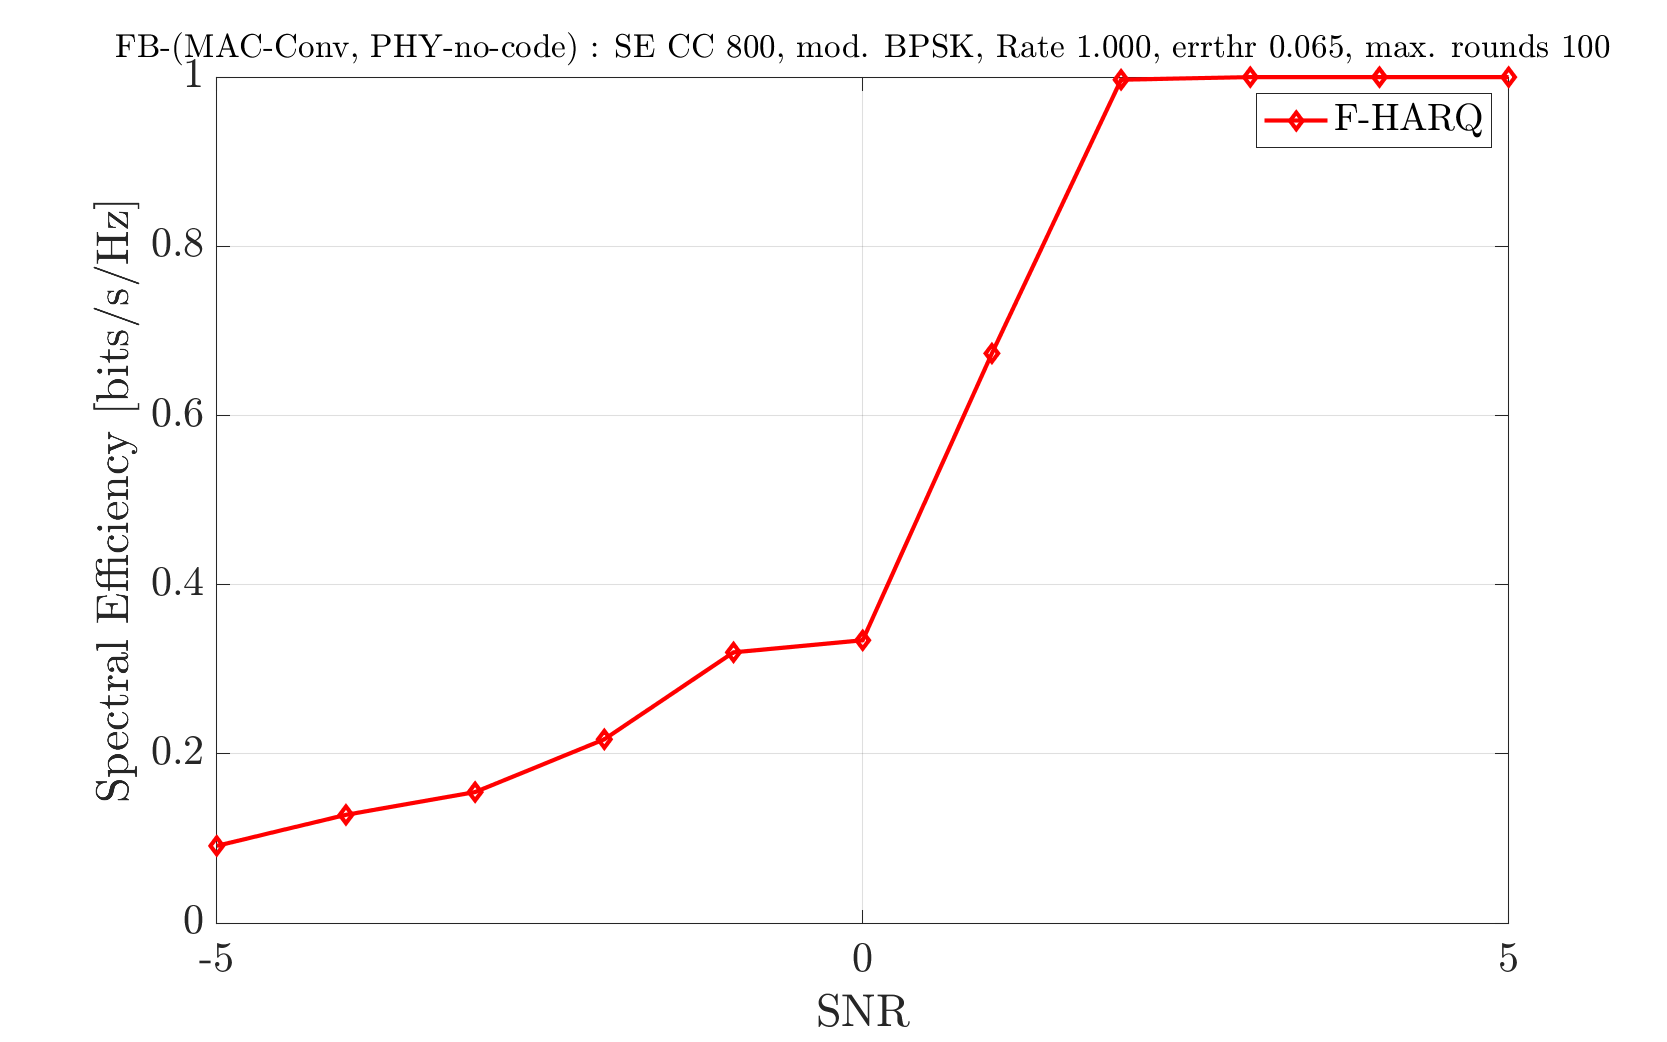 FB-(MAC-Conv, PHY-no-code) : SE CC 800, mod. BPSK, Rate 1.000, errthr 0.065, max. rounds 100
F-HARQ
Spectral Efficiency [bits/s/Hz]
1
0.8
0.6
0.4
0.2
0
-5
0
5
SNR